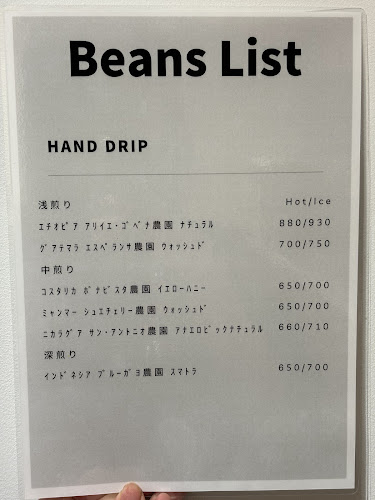 Beans List
HAND DRIP
浅煎り Hot/Ice
ｴﾁｵﾋﾟｱ ｱﾘｲｴ･ｺﾞﾍﾞﾅ農園 ﾅﾁｭﾗﾙ 880/930
ｸﾞｱﾃﾏﾗ ｴｽﾍﾟﾗﾝｻ農園 ｳｫｯｼｭﾄﾞ 700/750
中煎り
ｺｽﾀﾘｶ ﾎﾞﾅﾋﾞｽﾀ農園 ｲｴﾛｰﾊﾆｰ 650/700
ﾐｬﾝﾏｰ ｼｭｴﾁｪﾘｰ農園 ｳｫｯｼｭﾄﾞ 650/700
ﾆｶﾗｸﾞｱ ｻﾝ･ｱﾝﾄﾆｵ農園 ｱﾅｴﾛﾋﾞｯｸﾅﾁｭﾗﾙ 660/710
深煎り
ｲﾝﾄﾞﾈｼｱ ﾌﾞﾙｰｶﾞﾖ農園 ｽﾏﾄﾗ 650/700